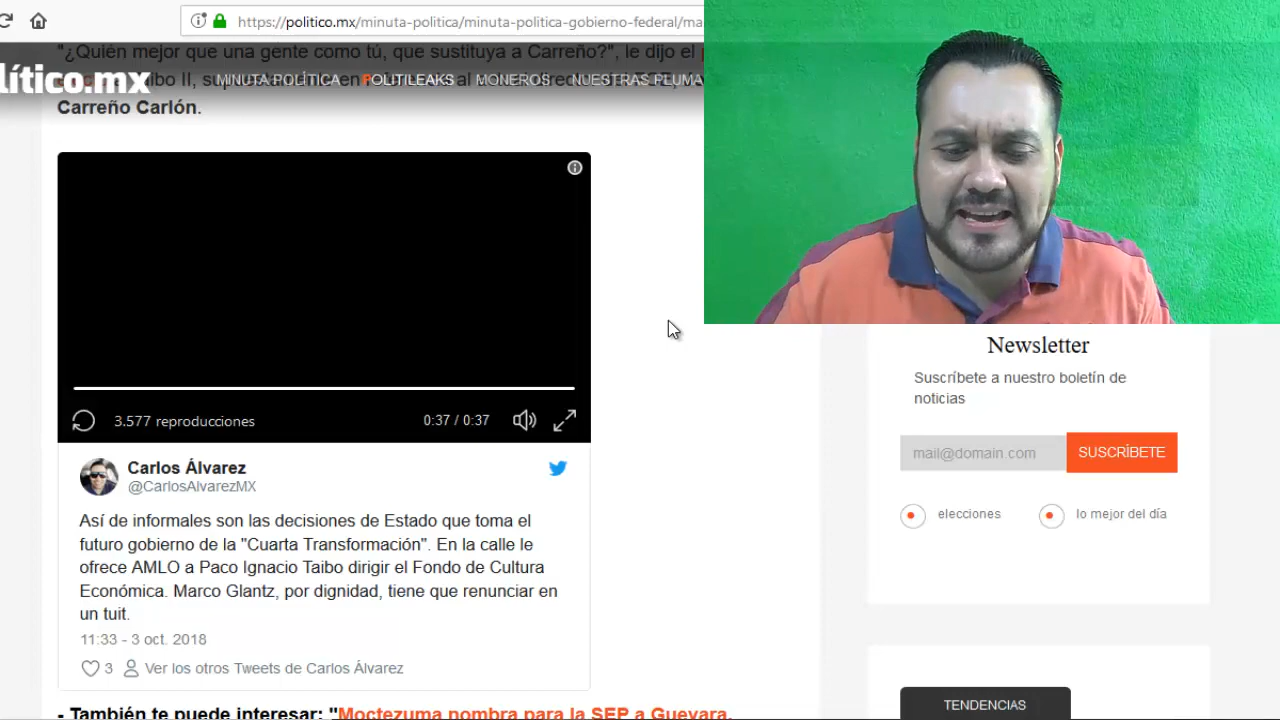 https://politico.mx/minuta-politica/minuta-politica-gobierno-federal/ma
"¿Quién mejor que una gente como tú, que sustituya a Carreño?", le dijo el
lítico.mx MINUTA POLÍTICA POLITILEAKS MONEROS NUESTRAS PLUMA
Carreño Carlón.
3.577 reproducciones 0:37 / 0:37
Carlos Álvarez
@CarlosAlvarezMX
Así de informales son las decisiones de Estado que toma el
futuro gobierno de la "Cuarta Transformación". En la calle le
ofrece AMLO a Paco Ignacio Taibo dirigir el Fondo de Cultura
Económica. Marco Glantz, por dignidad, tiene que renunciar en
un tuit.
11:33 - 3 oct. 2018
3 Ver los otros Tweets de Carlos Álvarez
- También te puede interesar: "Moctezuma nombra para la SEP a Guevara,
Newsletter
Suscríbete a nuestro boletín de
noticias
mail@domain.com SUSCRÍBETE
elecciones lo mejor del día
TENDENCIAS